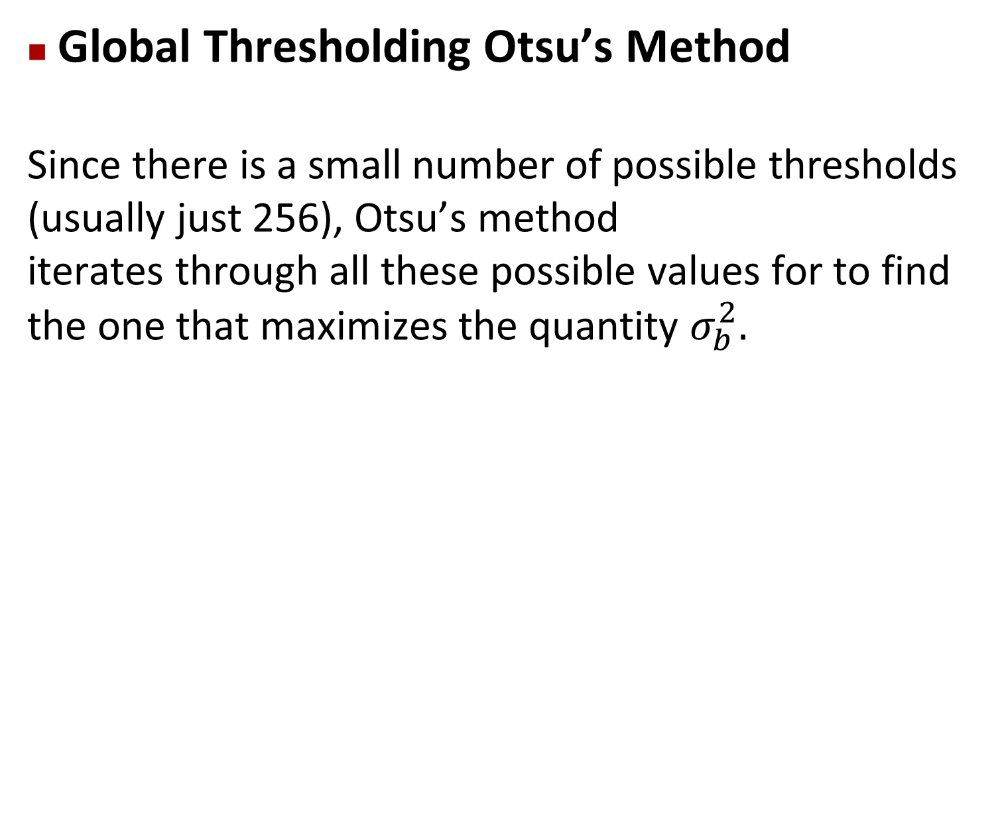 ■ Global Thresholding Otsu’s Method
Since there is a small number of possible thresholds
(usually just 256), Otsu’s method
iterates through all these possible values for to find
the one that maximizes the quantity σ_b^2.